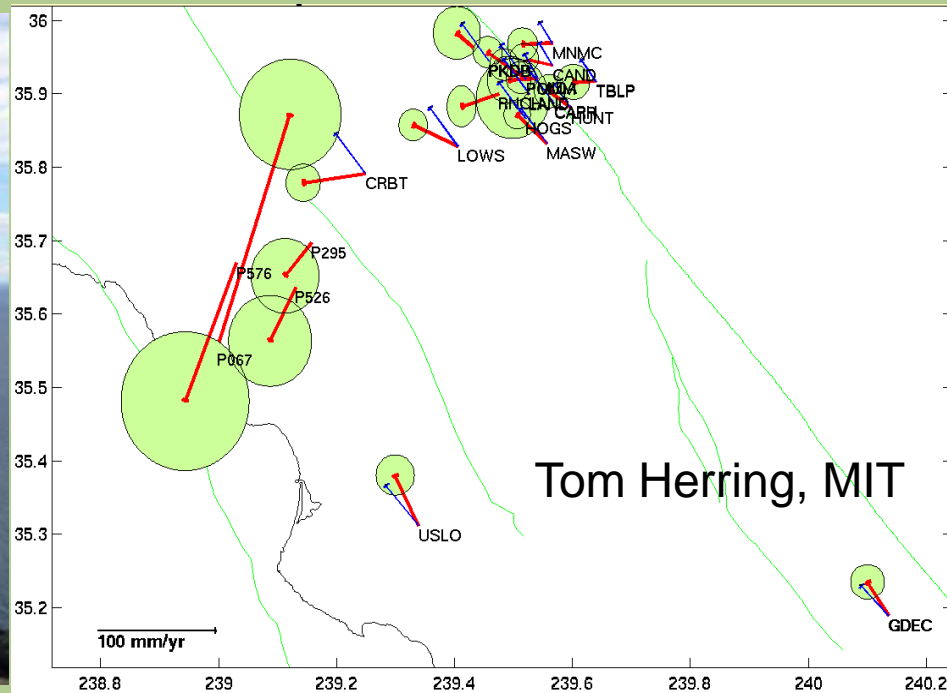 36
35.9
35.8
35.7
35.6
35.5
35.4
35.3
35.2
MNMC
PKDB
CAND
TBLP
LAND
CARH
HUNT
HOGS
MASW
LOWS
CRBT
P295
P576
P526
P067
Tom Herring, MIT
USLO
GDEC
100 mm/yr
238.8 239 239.2 239.4 239.6 239.8 240 240.2